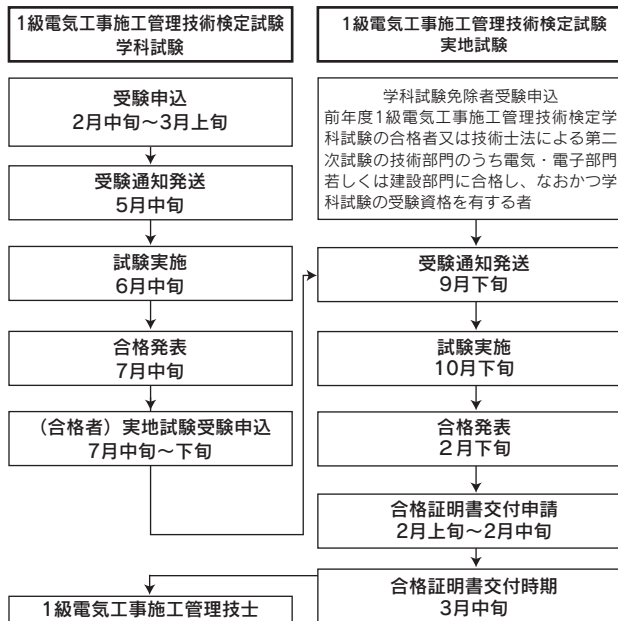 1級電気工事施工管理技術検定試験
学科試験
受験申込
2月中旬～3月上旬
受験通知発送
5月中旬
試験実施
6月中旬
合格発表
7月中旬
（合格者）実地試験受験申込
7月中旬～下旬
1級電気工事施工管理技士
1級電気工事施工管理技術検定試験
実地試験
学科試験免除者受験申込
前年度1級電気工事施工管理技術検定学
科試験の合格者又は技術士法による第二
次試験の技術部門のうち電気・電子部門
若しくは建設部門に合格し、なおかつ学
科試験の受験資格を有する者
受験通知発送
9月下旬
試験実施
10月下旬
合格発表
2月下旬
合格証明書交付申請
2月上旬～2月中旬
合格証明書交付時期
3月中旬